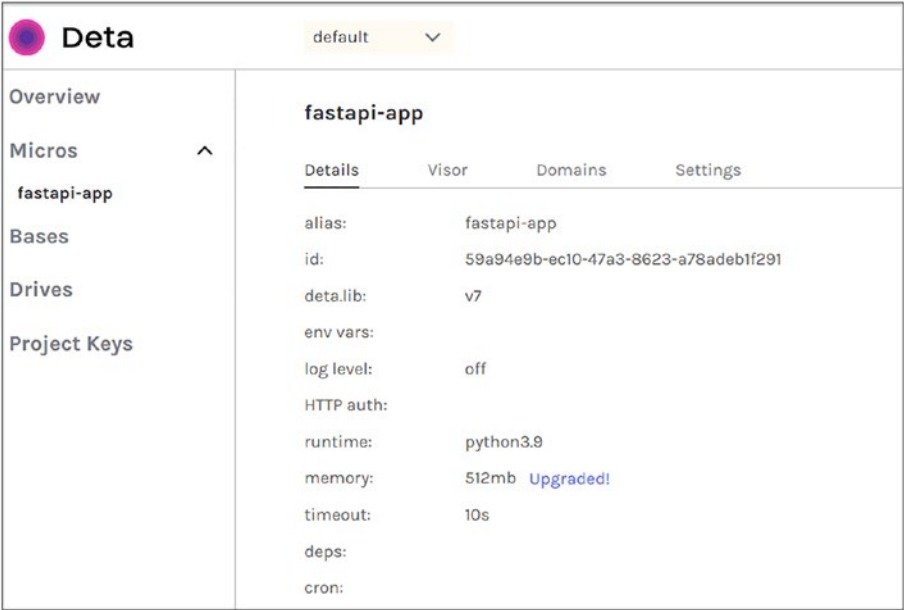 Deta
default
Overview
Micros
fastapi-app
Bases
Drives
Project Keys
fastapi-app
Details Visor Domains Settings
alias: fastapi-app
id: 59a94e9b-ec10-47a3-8623-a78adeb1f291
deta.lib: v7
env vars:
log level: off
HTTP auth:
runtime: python3.9
memory: 512mb Upgraded!
timeout: 10s
deps:
cron: